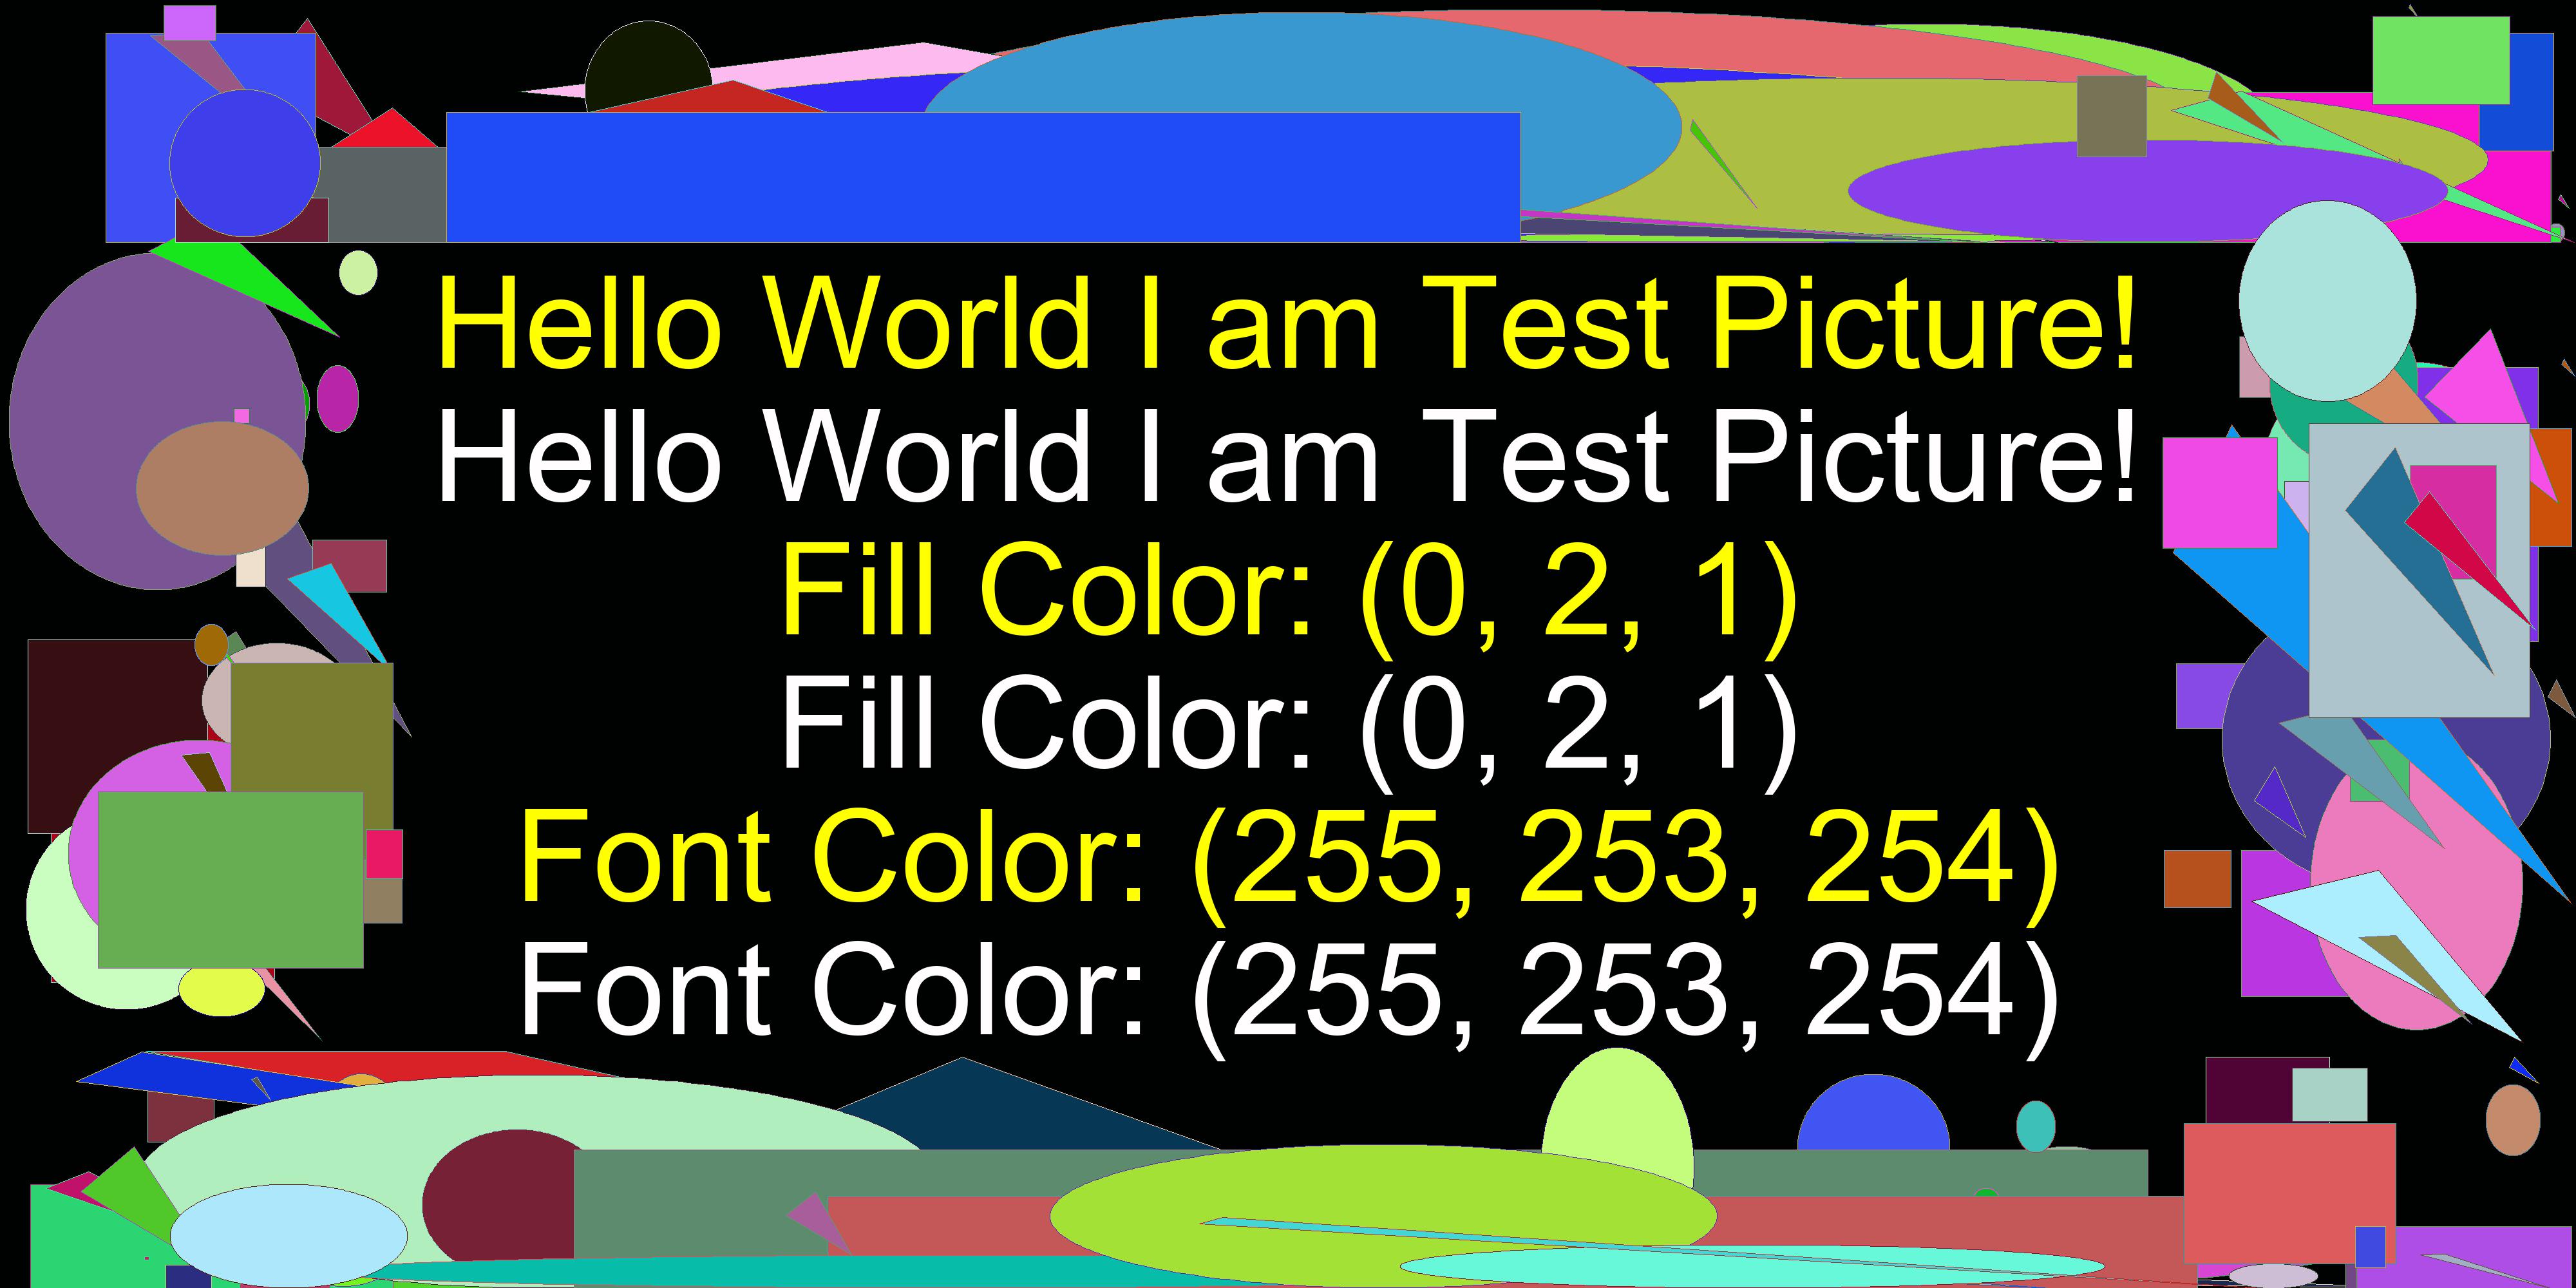 Hello World I am Test Picture!
Hello World I am Test Picture!
Fill Color: (0, 2, 1)
Fill Color: (0, 2, 1)
Font Color: (255, 253, 254)
Font Color: (255, 253, 254)